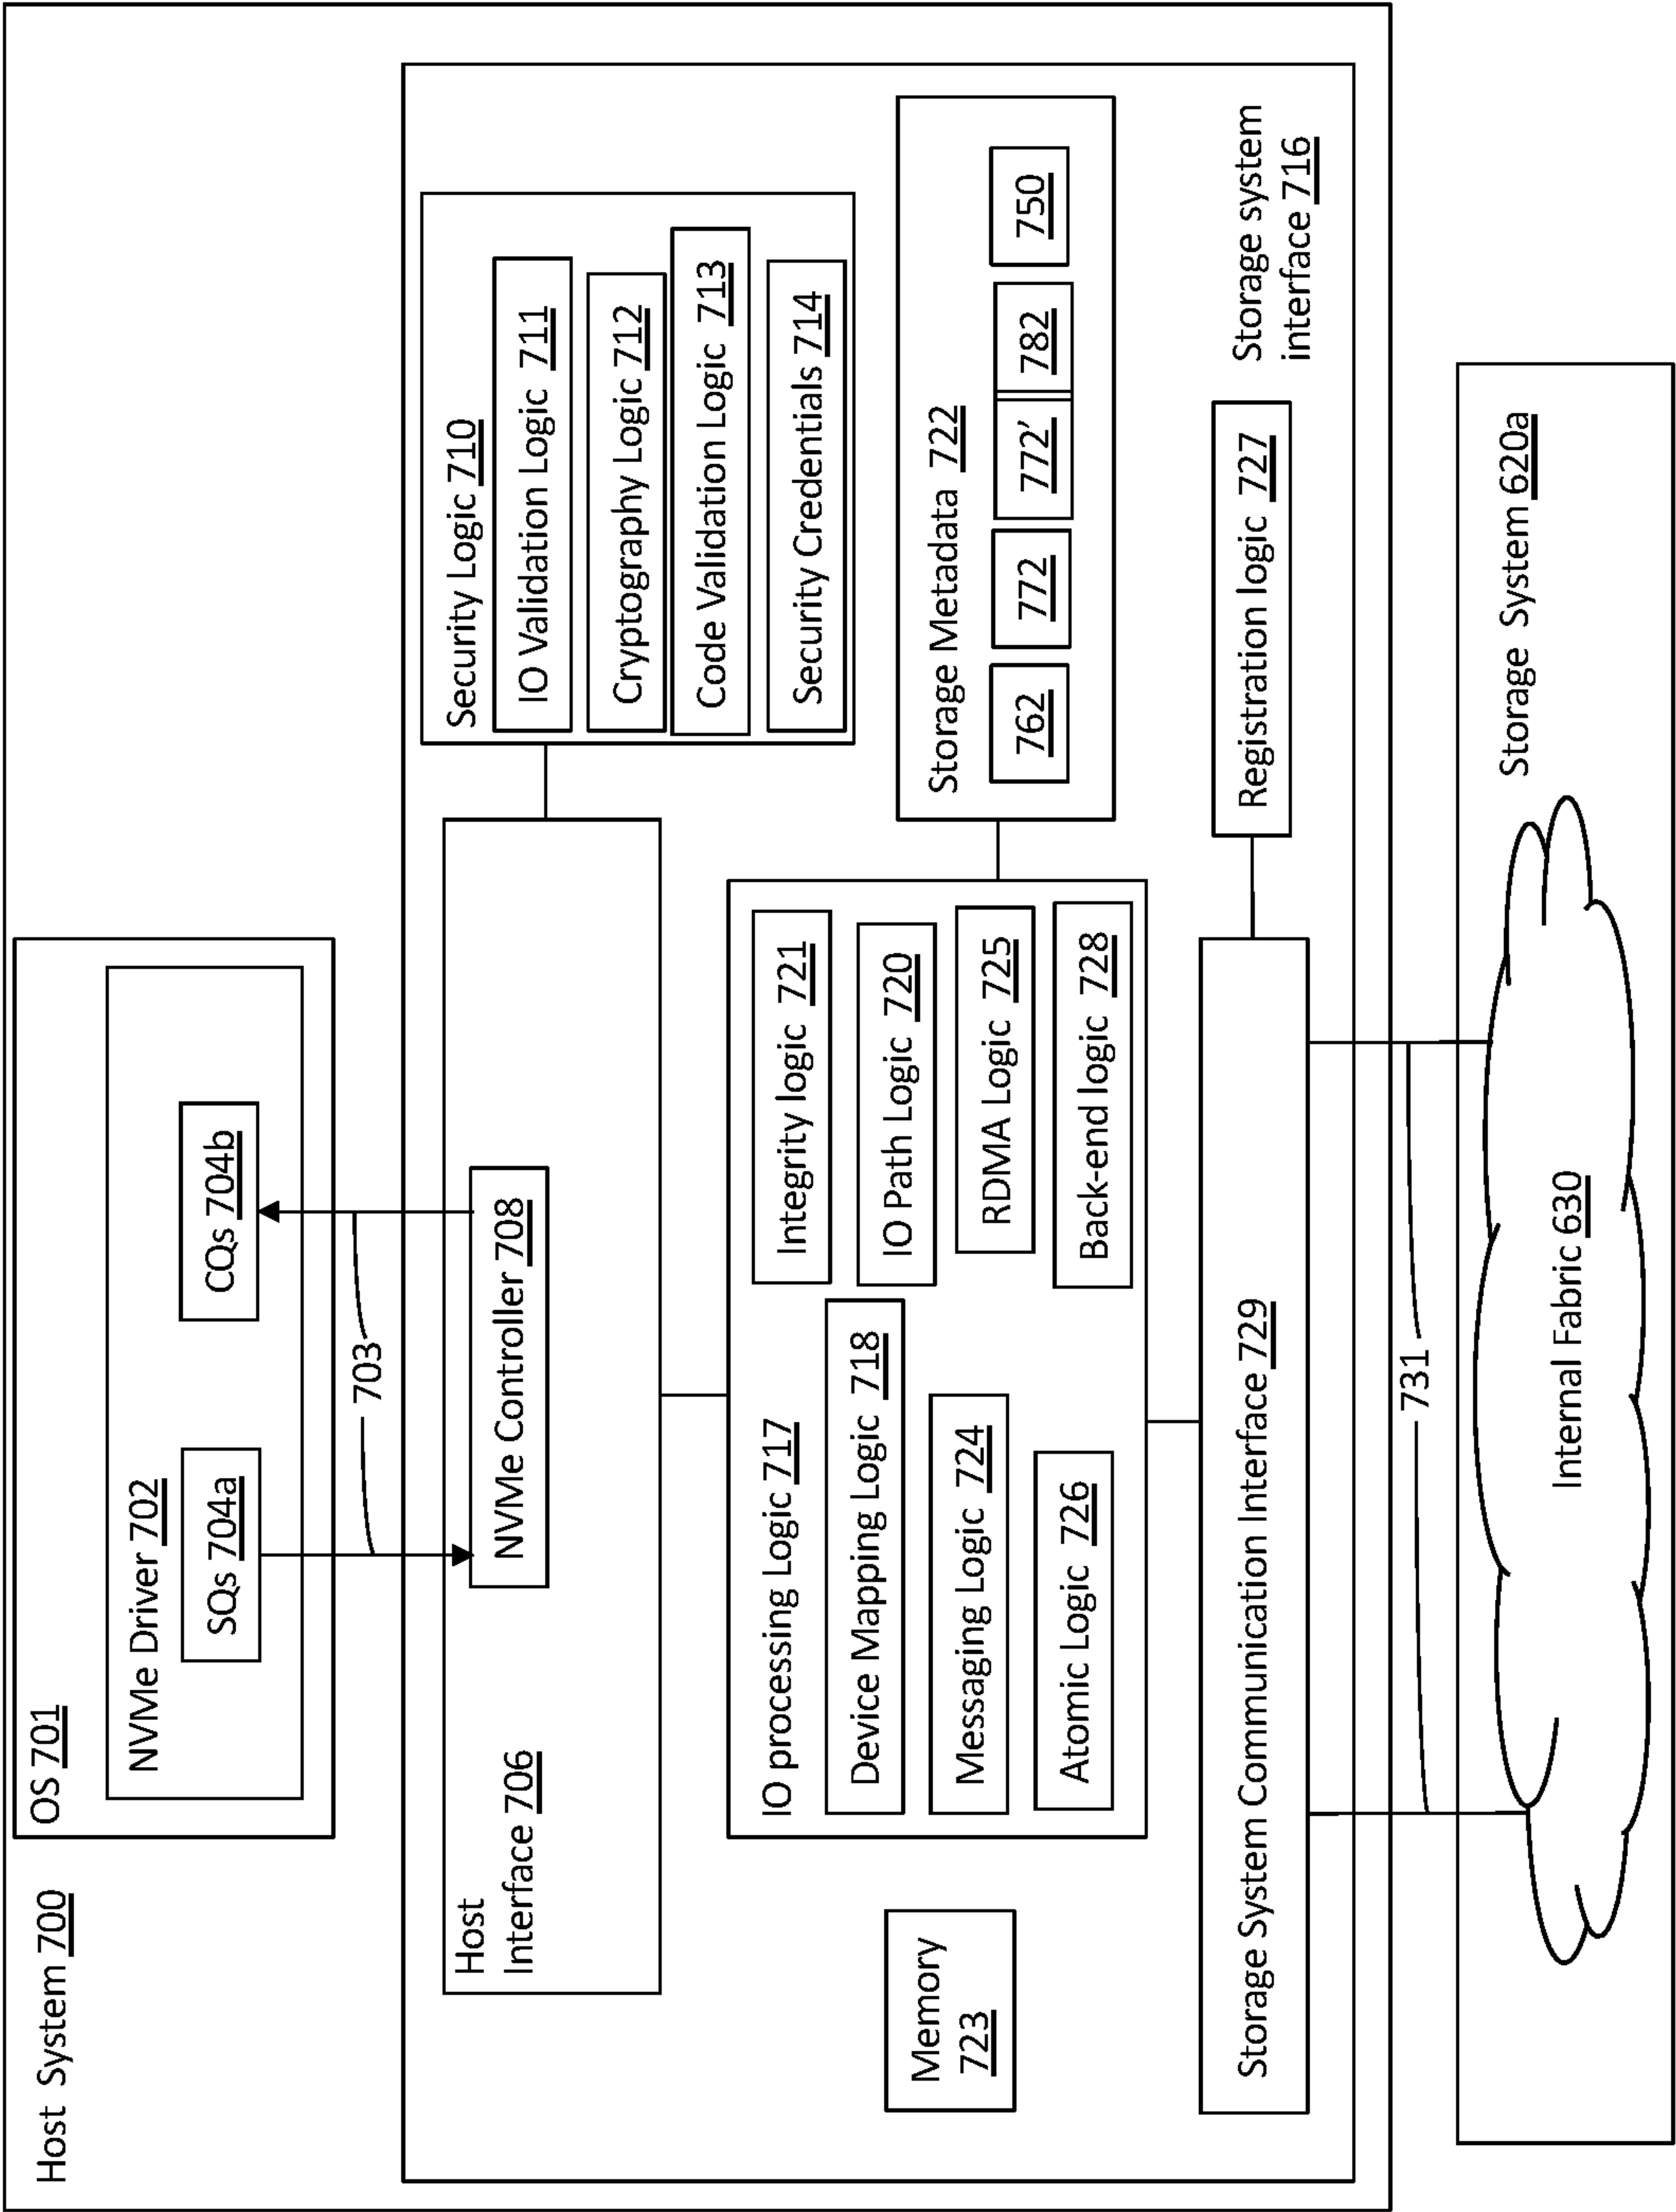 Host System 700
OS 701
NVMe Driver 702
SQs 704a
CQs 704b
703
Host
Interface 706
NVMe Controller 708
Security Logic 710
IO Validation Logic 711
Cryptography Logic 712
Code Validation Logic 713
Security Credentials 714
IO processing Logic 717
Device Mapping Logic 718
Messaging Logic 724
Atomic Logic 726
Integrity logic 721
IO Path Logic 720
RDMA Logic 725
Back-end logic 728
Memory
723
Storage Metadata 722
762
772
772’
782
750
Storage System Communication Interface 729
Registration logic 727
Storage system
interface 716
731
Storage System 620a
Internal Fabric 630